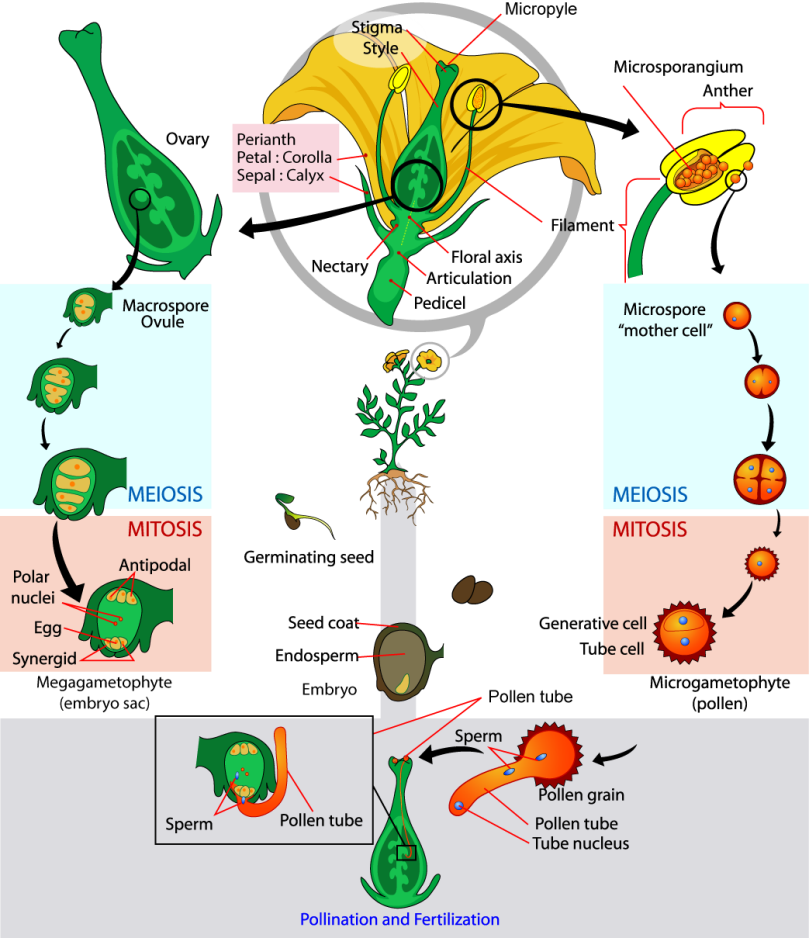 Micropyle
Stigma
Style
Microsporangium
Anther
Ovary
Perianth
Petal : Corolla
Sepal : Calyx
Filament
Nectary
Floral axis
Articulation
Pedicel
Macrospore
Ovule
Microspore
“mother cell”
MEIOSIS
MEIOSIS
MITOSIS
MITOSIS
Germinating seed
Antipodal
Polar
nuclei
Egg
Synergid
Megagametophyte
(embryo sac)
Seed coat
Endosperm
Embryo
Generative cell
Tube cell
Microgametophyte
(pollen)
Pollen tube
Sperm
Pollen grain
Pollen tube
Tube nucleus
Sperm
Pollen tube
Pollination and Fertilization